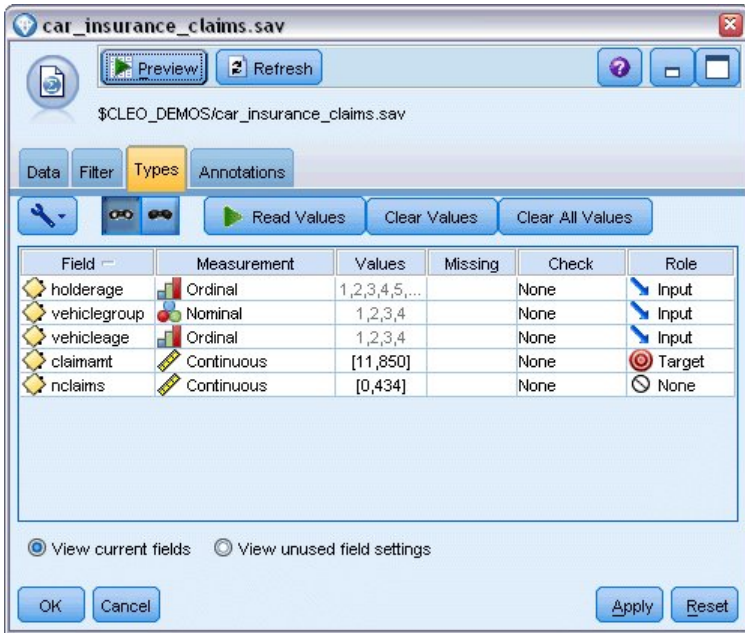 car_insurance_claims.sav
Preview Refresh
$CLEO_DEMOS/car_insurance_claims.sav
Data Filter Types Annotations
Read Values Clear Values Clear All Values
Field Measurement Values Missing Check Role
holderage Ordinal 1,2,3,4,5,... None Input
vehiclegroup Nominal 1,2,3,4 None Input
vehicleage Ordinal 1,2,3,4 None Input
claimamt Continuous [11,850] None Target
nclaims Continuous [0,434] None None
View current fields View unused field settings
OK Cancel Apply Reset